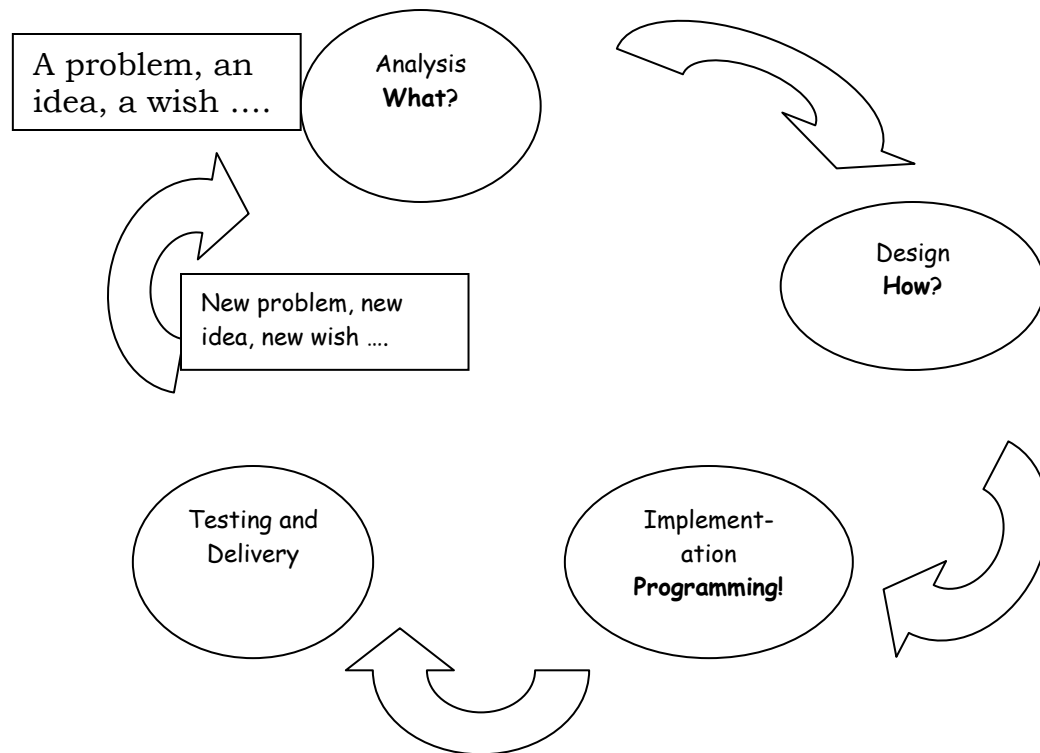 A problem, an
idea, a wish ....
Analysis
What?
Design
How?
New problem, new
idea, new wish ....
Testing and
Delivery
Implement-
ation
Programming!